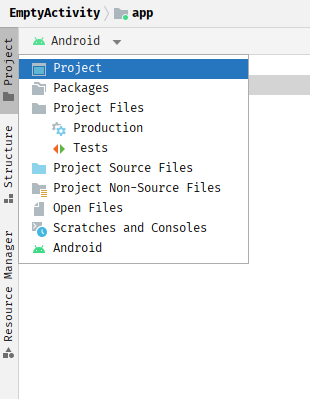 EmptyActivity app
Android
Project
Packages
Project Files
Production
Tests
Project Source Files
Project Non-Source Files
Open Files
Scratches and Consoles
Android
Project
Structure
Resource Manager